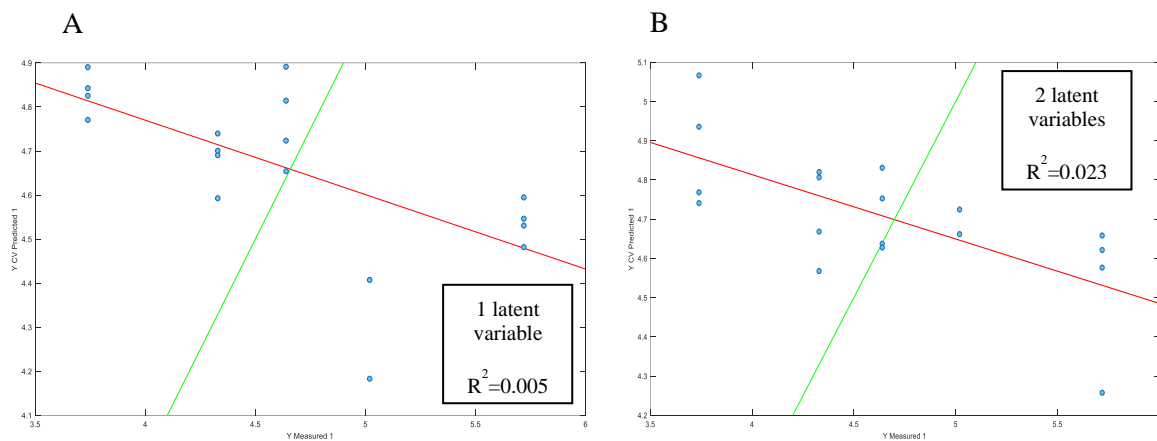 A
B
4.9
4.8
4.7
4.6
4.5
4.4
4.3
4.2
4.1
Y CV Predicted 1
3.5
4
4.5
5
5.5
6
Y Measured 1
1 latent
variable
R²=0.005
5.1
5
4.9
4.8
4.7
4.6
4.5
4.4
4.3
4.2
Y CV Predicted 1
3.5
4
4.5
5
5.5
Y Measured 1
2 latent
variables
R²=0.023